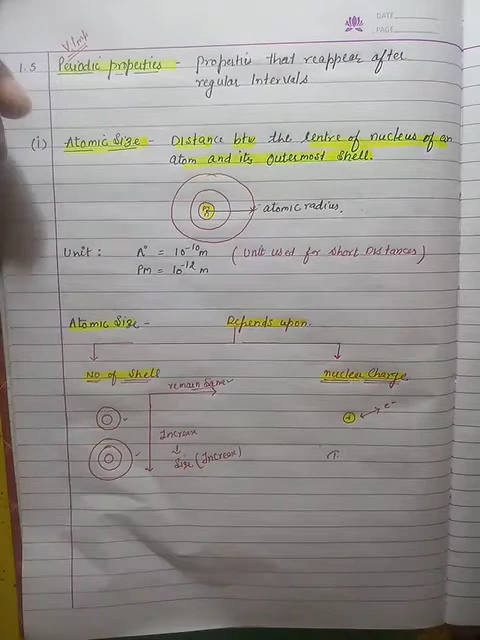 DATE
PAGE
V Imp
1.5 Periodic properties - Properties that reappear after
regular Intervals
(i) Atomic Size - Distance btw the centre of nucleus of an
atom and its outermost shell.
atomic radius.
Unit : A° = 10⁻¹⁰m (Unit used for short Distances)
Pm = 10⁻¹² m
Atomic Size - Depends upon.
No of shell nuclear Charge
remain same
+ e⁻
Increase
↓
Size (Increase)